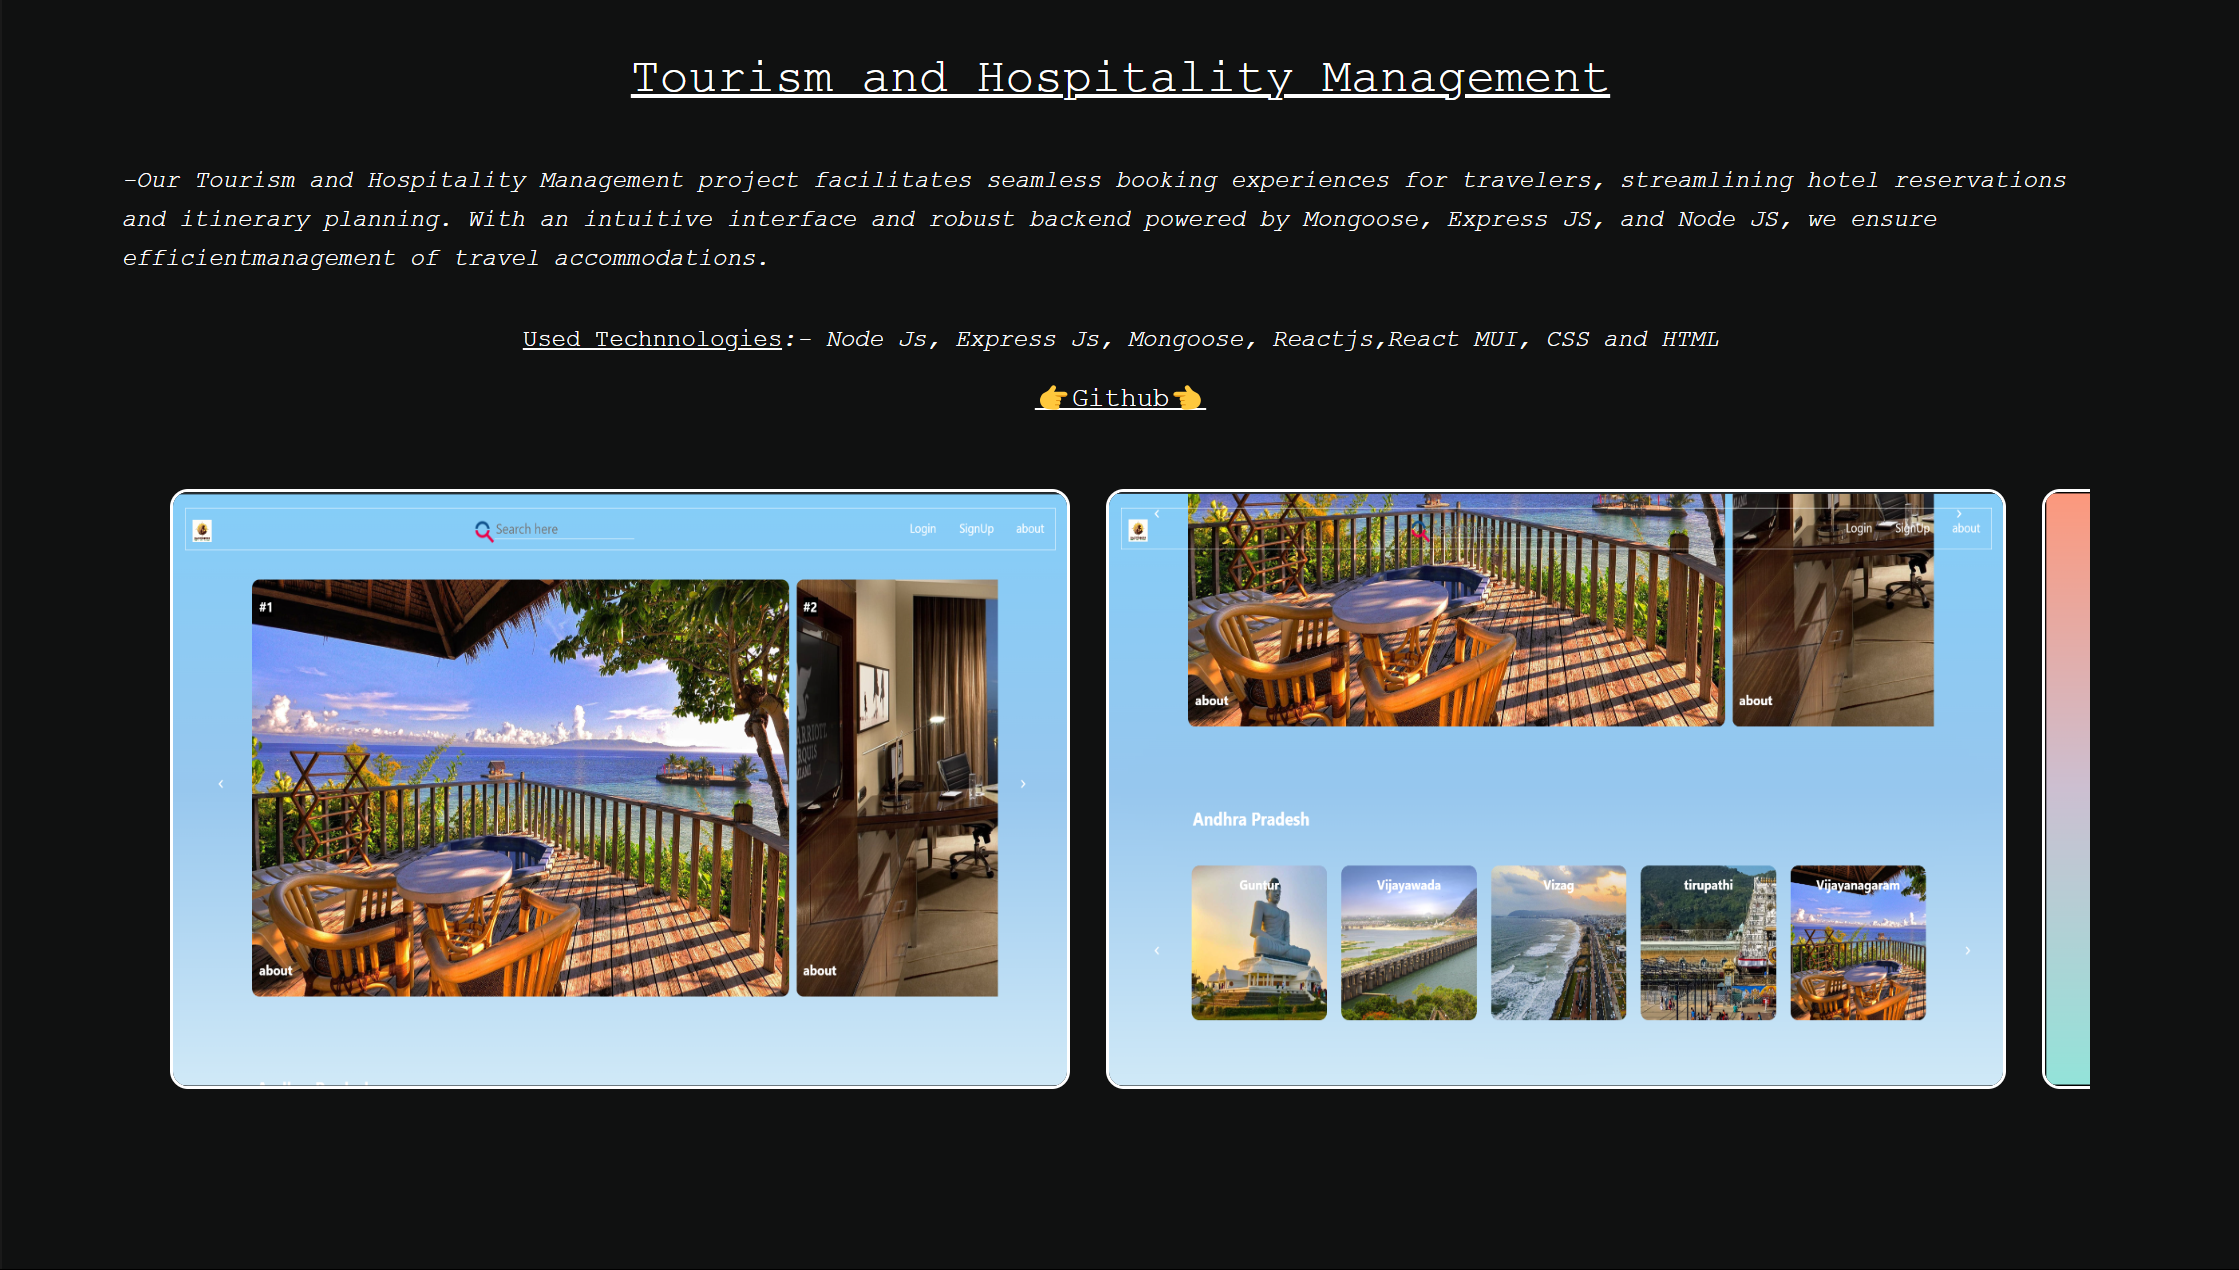 Tourism and Hospitality Management
-Our Tourism and Hospitality Management project facilitates seamless booking experiences for travelers, streamlining hotel reservations
and itinerary planning. With an intuitive interface and robust backend powered by Mongoose, Express JS, and Node JS, we ensure
efficientmanagement of travel accommodations.
Used Technnologies:- Node Js, Express Js, Mongoose, Reactjs,React MUI, CSS and HTML
👉Github👈
Search here Login SignUp about
#1 #2
about about
Login SignUp about
about about
Andhra Pradesh
Guntur Vijayawada Vizag tirupathi Vijayanagaram